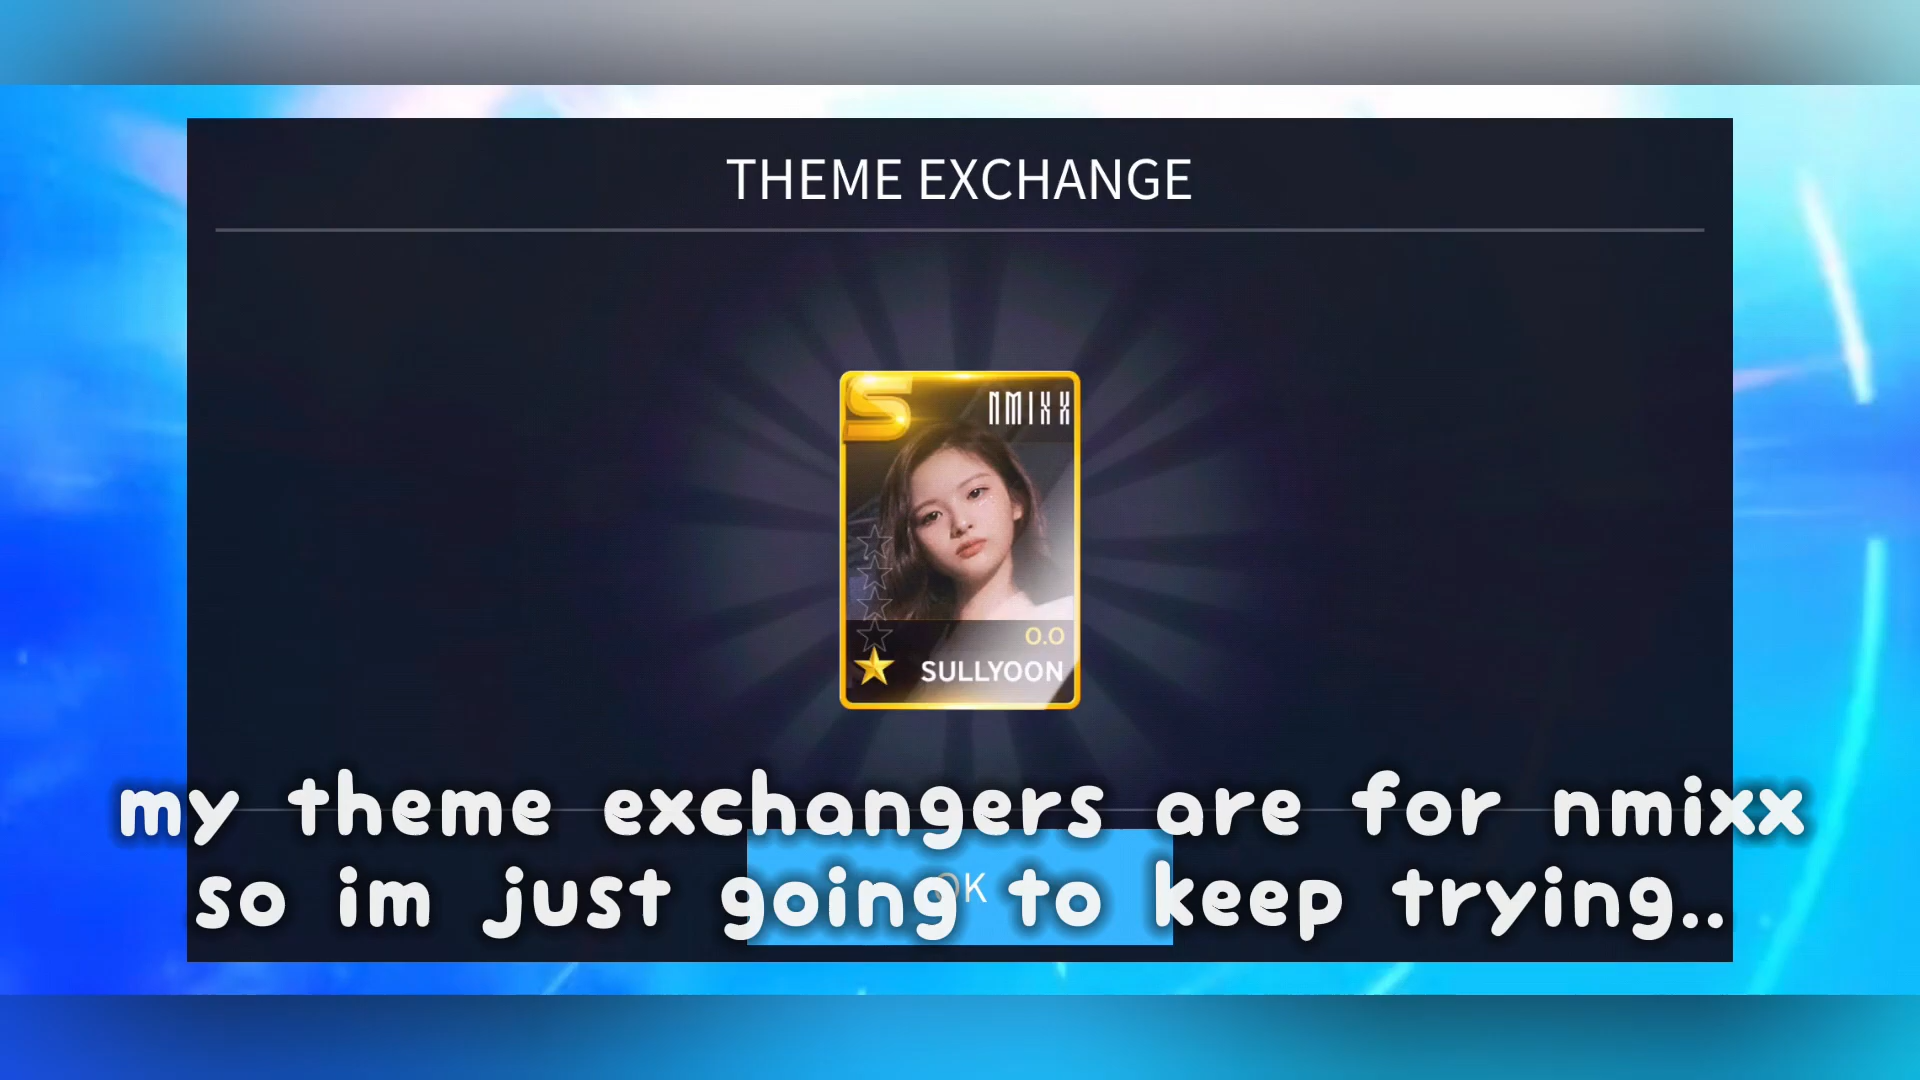 THEME EXCHANGE
S
NMIXX
0.0
SULLYOON
my theme exchangers are for nmixx
OK
so im just going to keep trying..